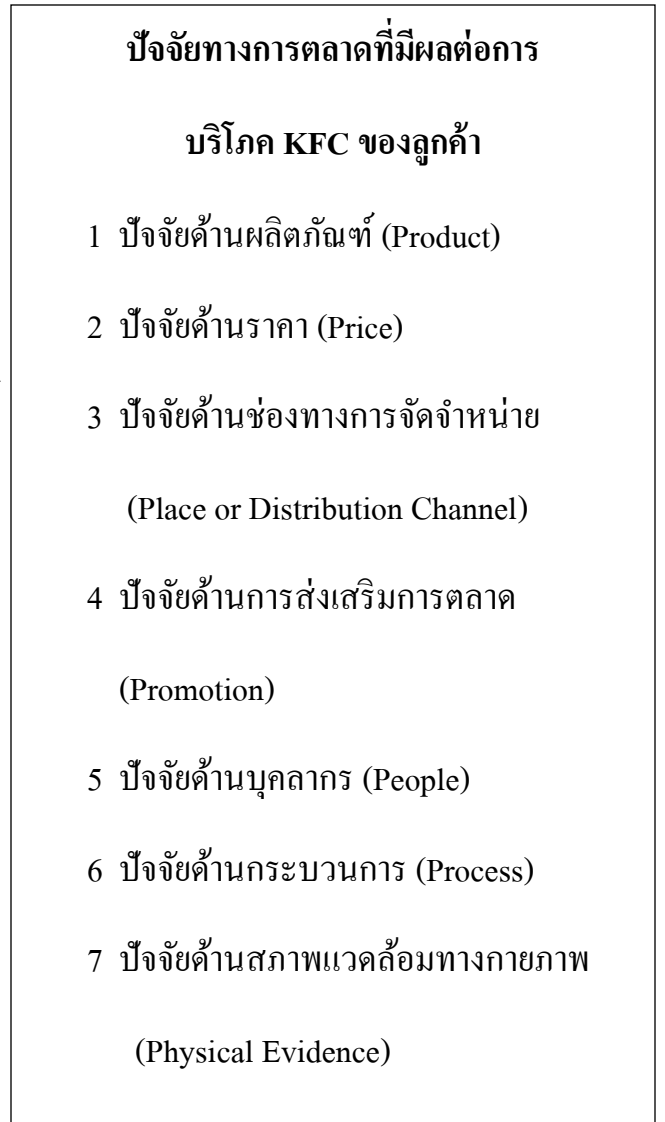 ปัจจัยทางการตลาดที่มีผลต่อการ
บริโภค KFC ของลูกค้า
1 ปัจจัยด้านผลิตภัณฑ์ (Product)
2 ปัจจัยด้านราคา (Price)
3 ปัจจัยด้านช่องทางการจัดจำหน่าย
(Place or Distribution Channel)
4 ปัจจัยด้านการส่งเสริมการตลาด
(Promotion)
5 ปัจจัยด้านบุคลากร (People)
6 ปัจจัยด้านกระบวนการ (Process)
7 ปัจจัยด้านสภาพแวดล้อมทางกายภาพ
(Physical Evidence)